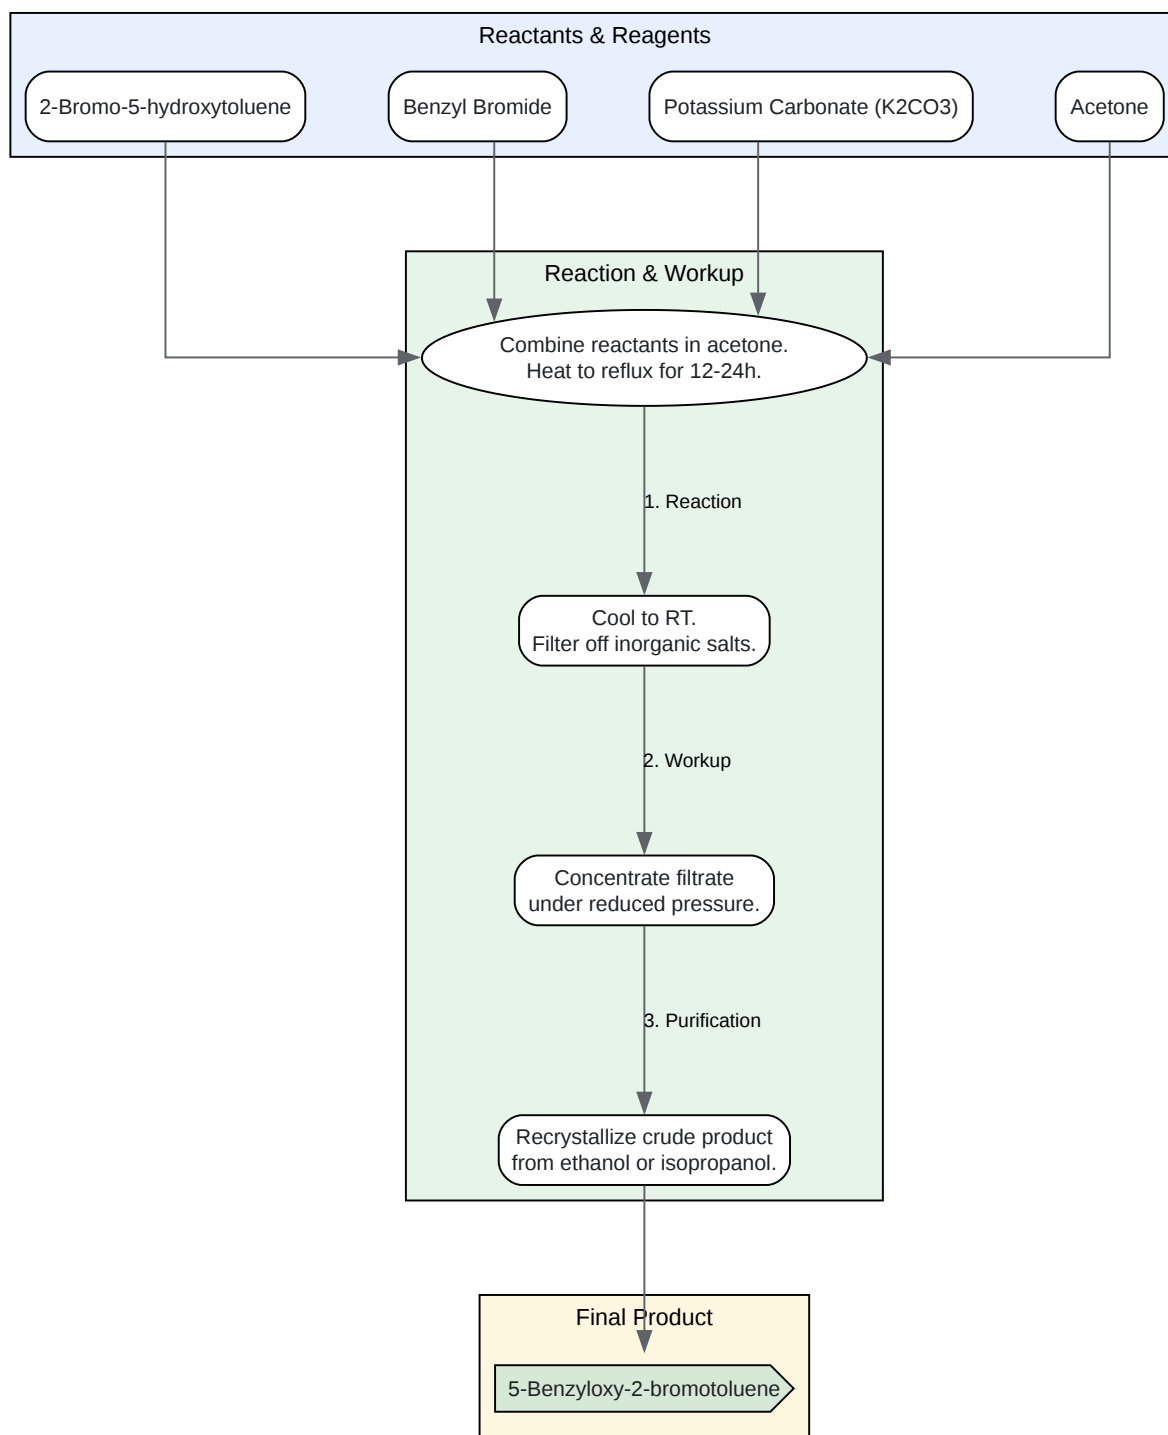 Reactants & Reagents
2-Bromo-5-hydroxytoluene
Benzyl Bromide
Potassium Carbonate (K2CO3)
Acetone
Reaction & Workup
Combine reactants in acetone.
Heat to reflux for 12-24h.
1. Reaction
Cool to RT.
Filter off inorganic salts.
2. Workup
Concentrate filtrate
under reduced pressure.
3. Purification
Recrystallize crude product
from ethanol or isopropanol.
Final Product
5-Benzyloxy-2-bromotoluene